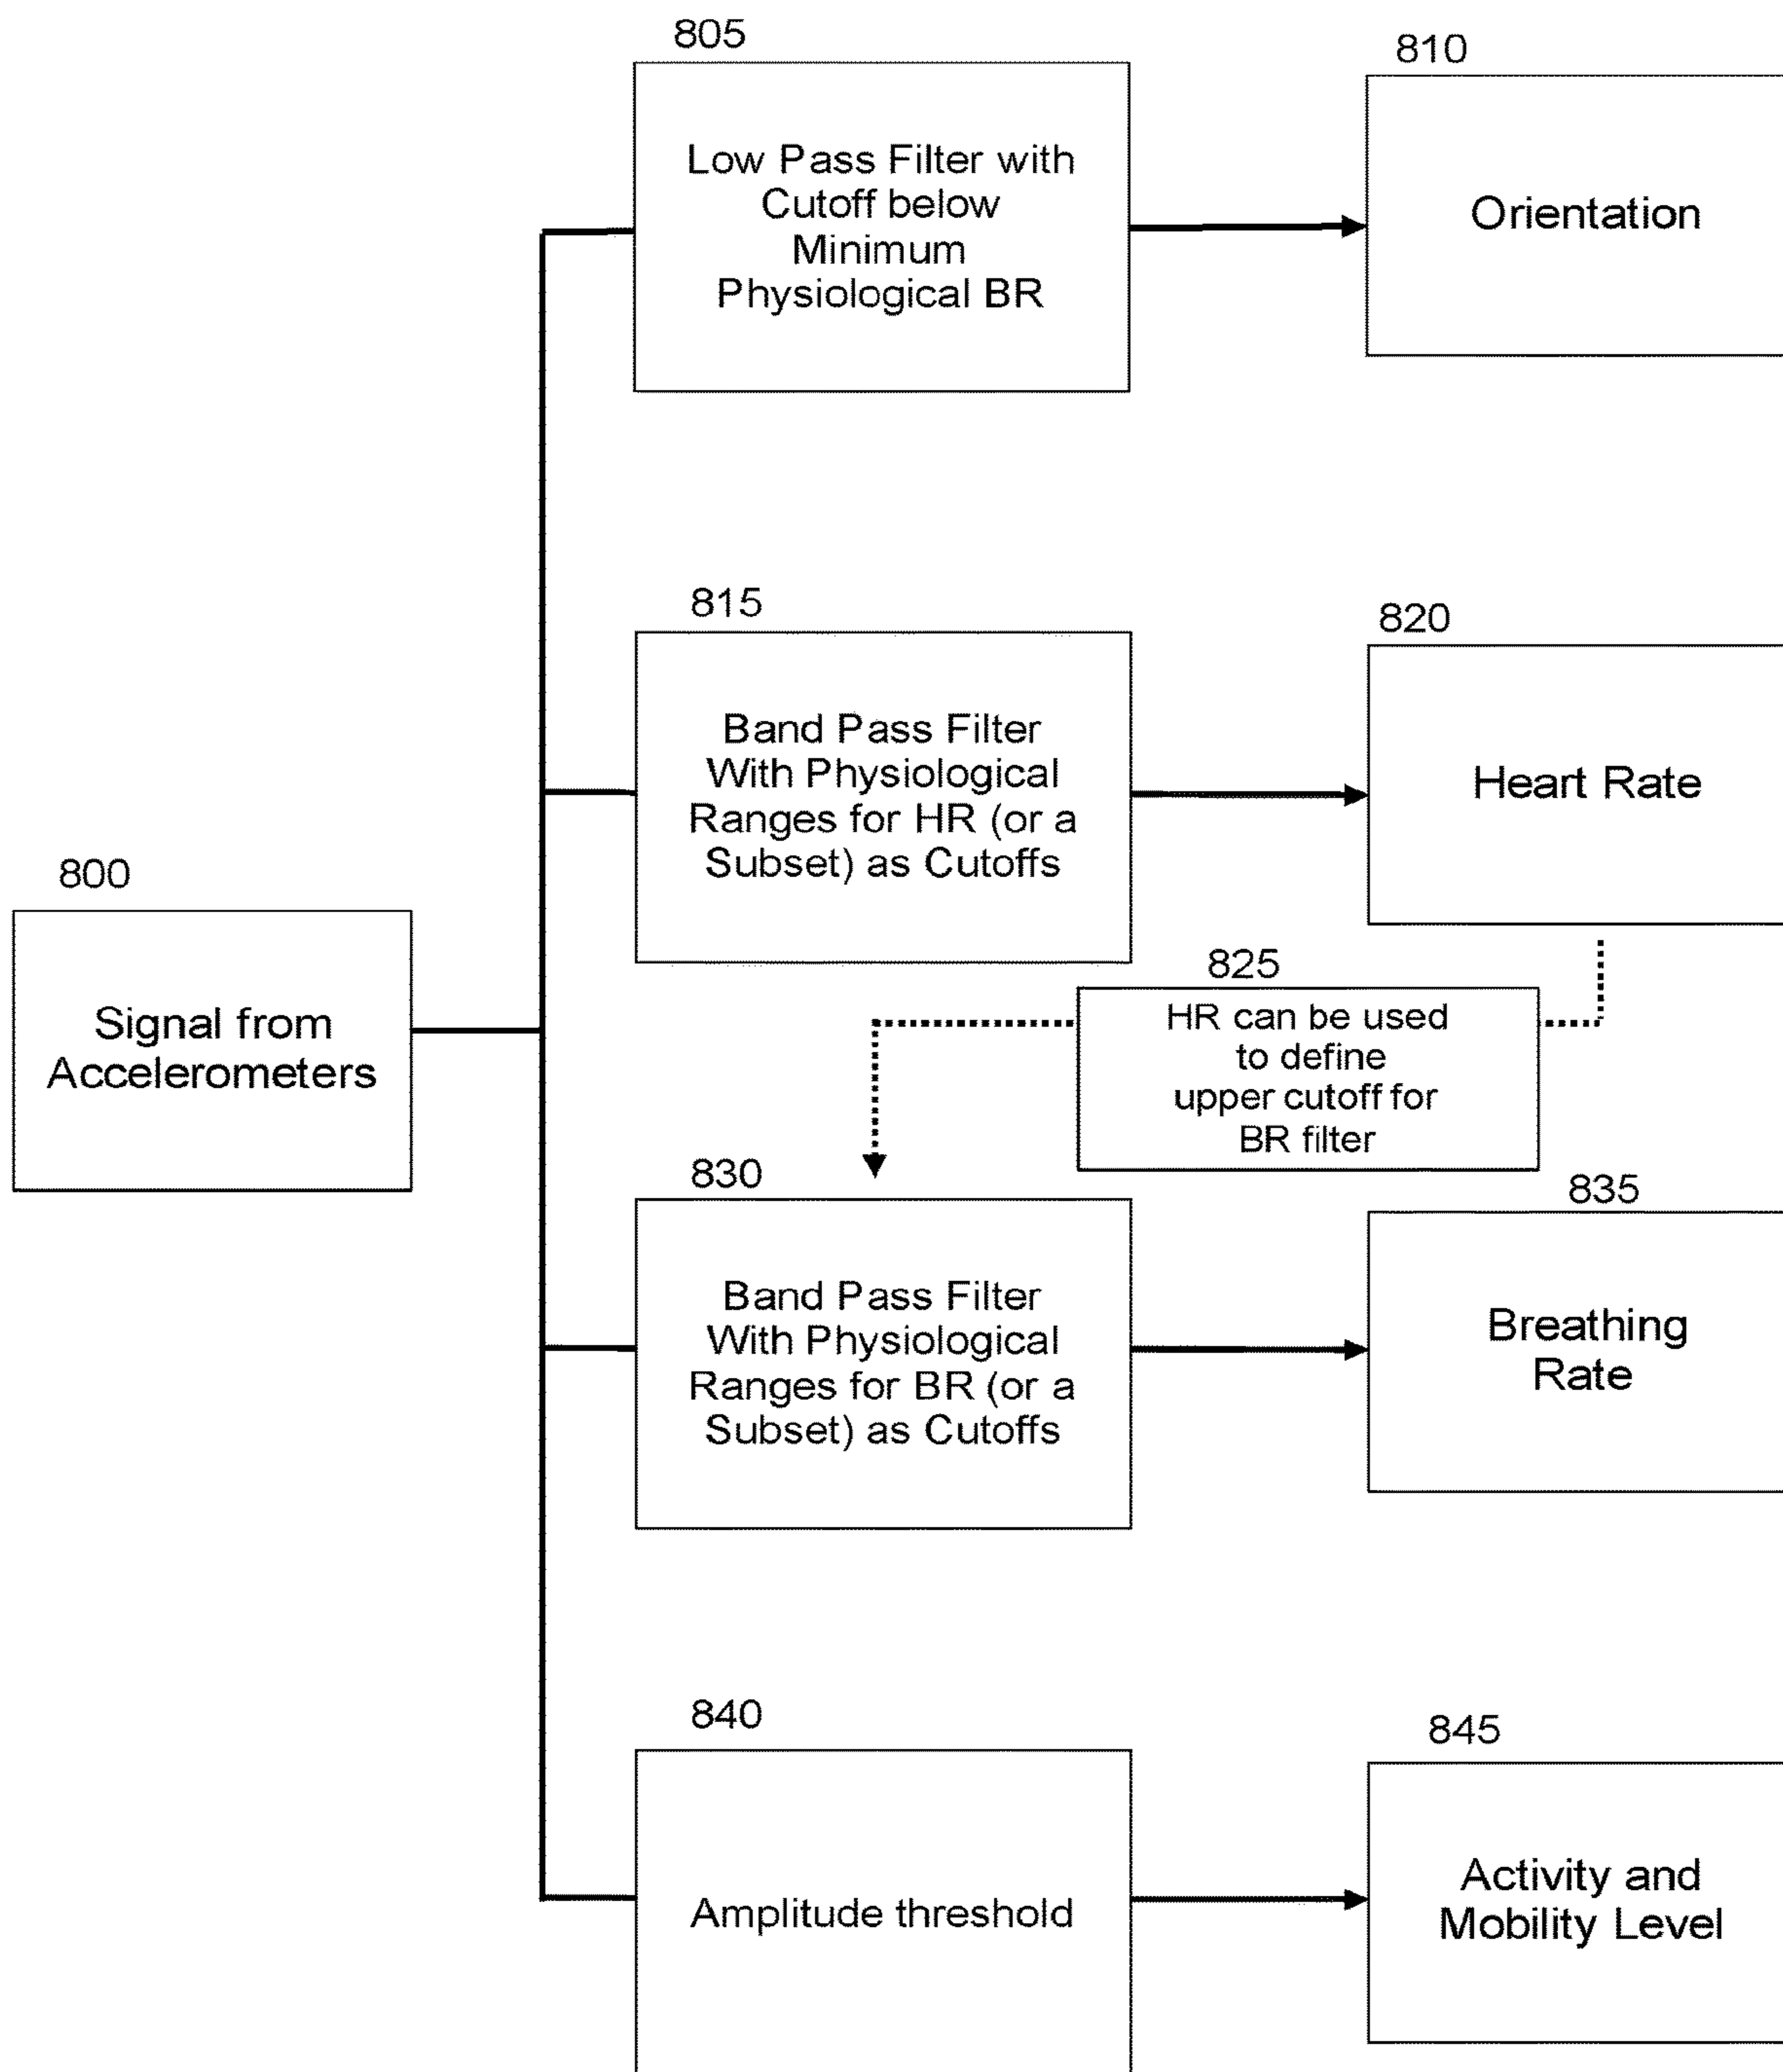 805
Low Pass Filter with
Cutoff below
Minimum
Physiological BR
810
Orientation
815
Band Pass Filter
With Physiological
Ranges for HR (or a
Subset) as Cutoffs
820
Heart Rate
800
Signal from
Accelerometers
825
HR can be used
to define
upper cutoff for
BR filter
830
Band Pass Filter
With Physiological
Ranges for BR (or a
Subset) as Cutoffs
835
Breathing
Rate
840
Amplitude threshold
845
Activity and
Mobility Level